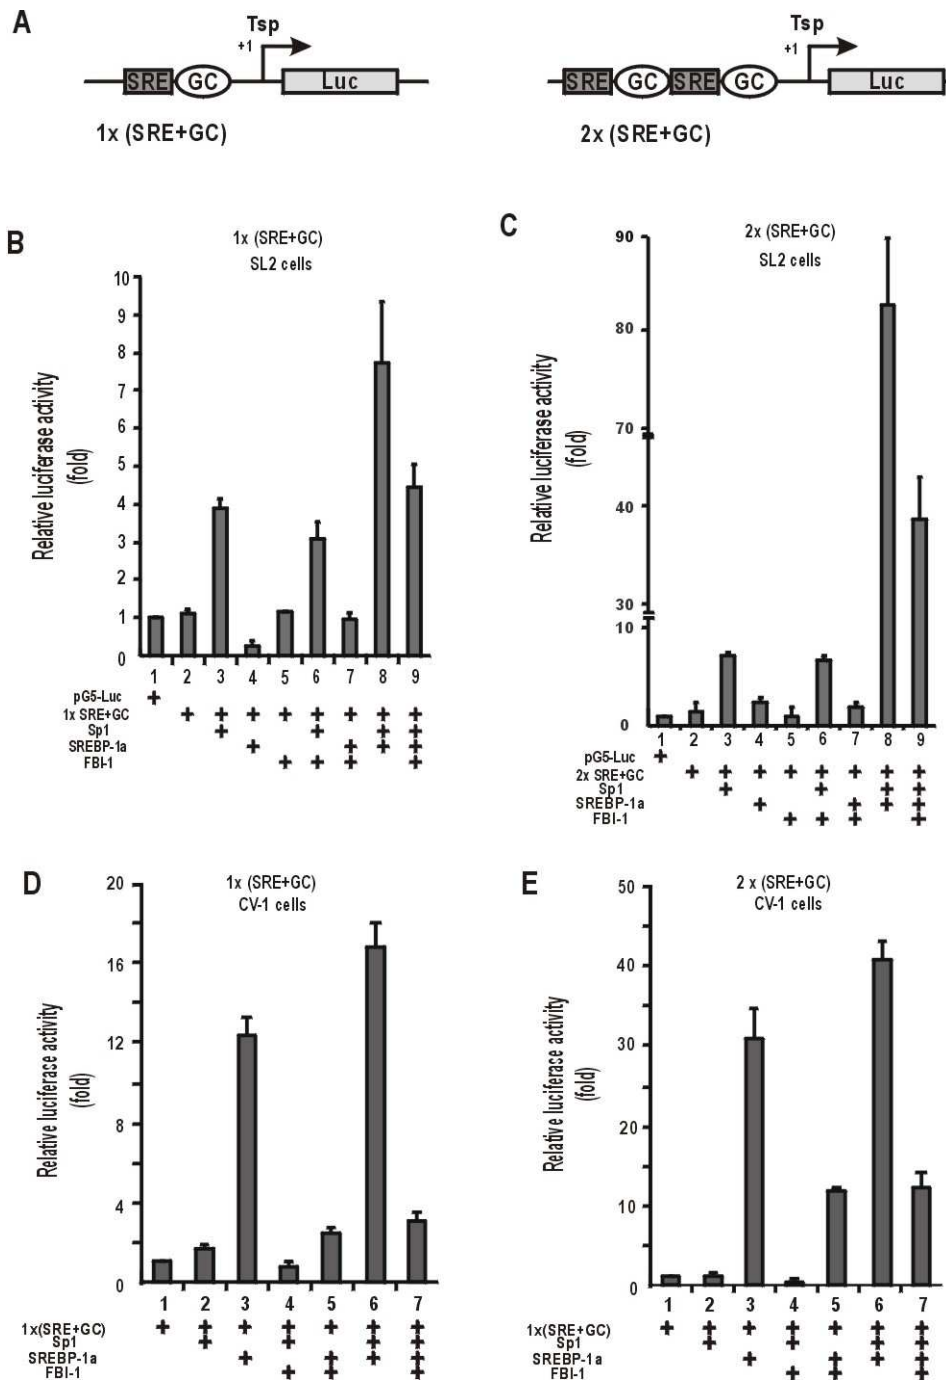 A
Tsp
+1
SRE GC Luc
1x (SRE+GC)
Tsp
+1
SRE GC SRE GC Luc
2x (SRE+GC)
B
1x (SRE+GC)
SL2 cells
Relative luciferase activity
(fold)
10
9
8
7
6
5
4
3
2
1
0
1 2 3 4 5 6 7 8 9
pG5-Luc +
1x SRE+GC + + + + + + + +
Sp1 + + + +
SREBP-1a + + + +
FBI-1 + + + +
C
2x (SRE+GC)
SL2 cells
Relative luciferase activity
(fold)
90
80
70
40
30
10
0
1 2 3 4 5 6 7 8 9
pG5-Luc +
2x SRE+GC + + + + + + + +
Sp1 + + + +
SREBP-1a + + + +
FBI-1 + + + +
D
1x (SRE+GC)
CV-1 cells
Relative luciferase activity
(fold)
20
16
12
8
4
0
1 2 3 4 5 6 7
1x(SRE+GC) + + + + + + +
Sp1 + + + +
SREBP-1a + + + +
FBI-1 + + +
E
2 x (SRE+GC)
CV-1 cells
Relative luciferase activity
(fold)
50
40
30
20
10
0
1 2 3 4 5 6 7
1x(SRE+GC) + + + + + + +
Sp1 + + + +
SREBP-1a + + + +
FBI-1 + + +